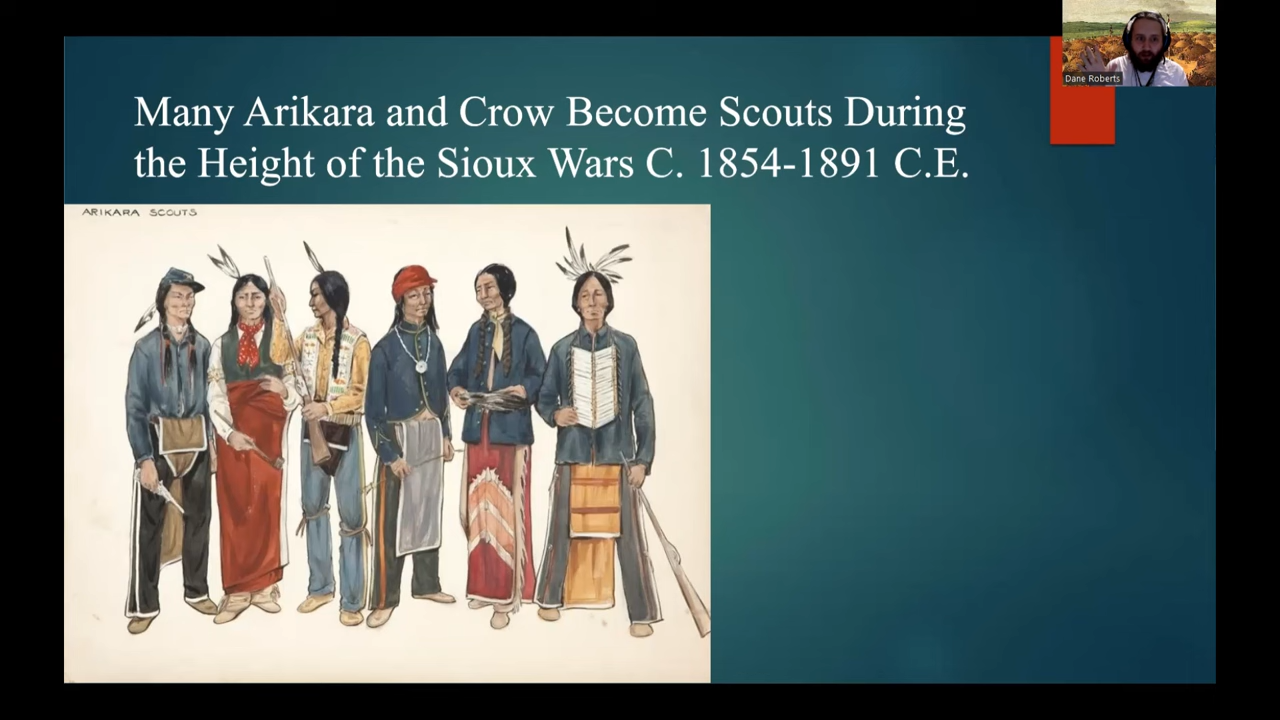 Dane Roberts
Many Arikara and Crow Become Scouts During
the Height of the Sioux Wars C. 1854-1891 C.E.
ARIKARA SCOUTS